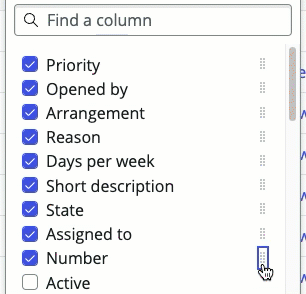 Find a column
Priority
Opened by
Arrangement
Reason
Days per week
Short description
State
Assigned to
Number
Active